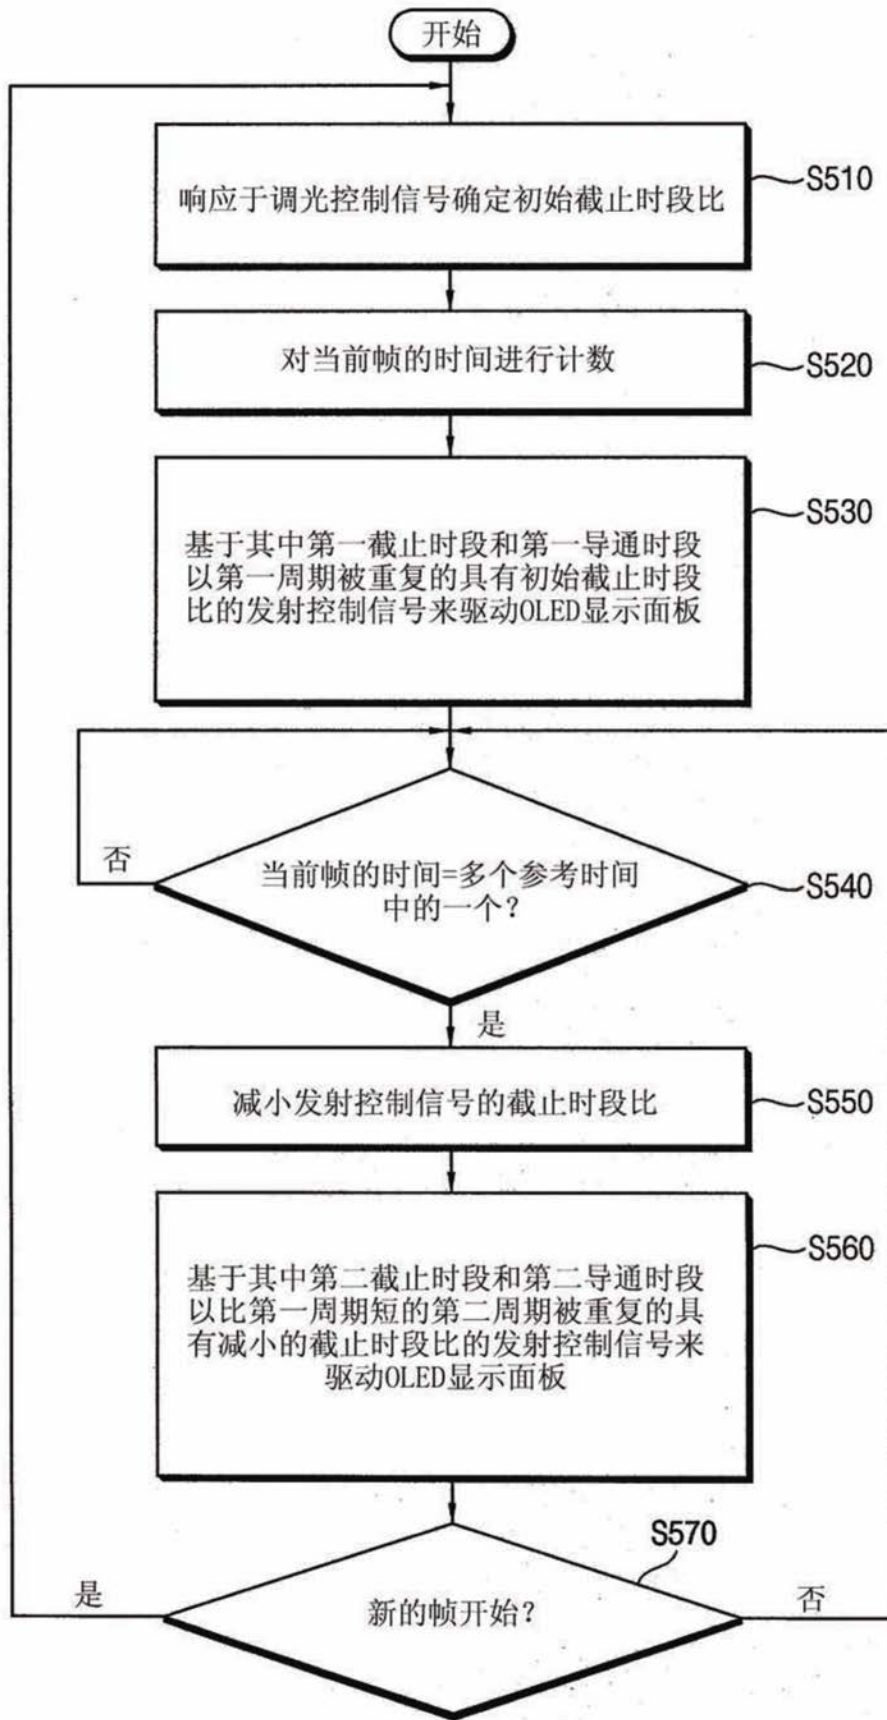 开始
响应于调光控制信号确定初始截止时段比
S510
对当前帧的时间进行计数
S520
S530
基于其中第一截止时段和第一导通时段
以第一周期被重复的具有初始截止时段
比的发射控制信号来驱动OLED显示面板
否
当前帧的时间=多个参考时间
中的一个？
S540
是
减小发射控制信号的截止时段比
S550
S560
基于其中第二截止时段和第二导通时段
以比第一周期短的第二周期被重复的具
有减小的截止时段比的发射控制信号来
驱动OLED显示面板
S570
是
新的帧开始？
否